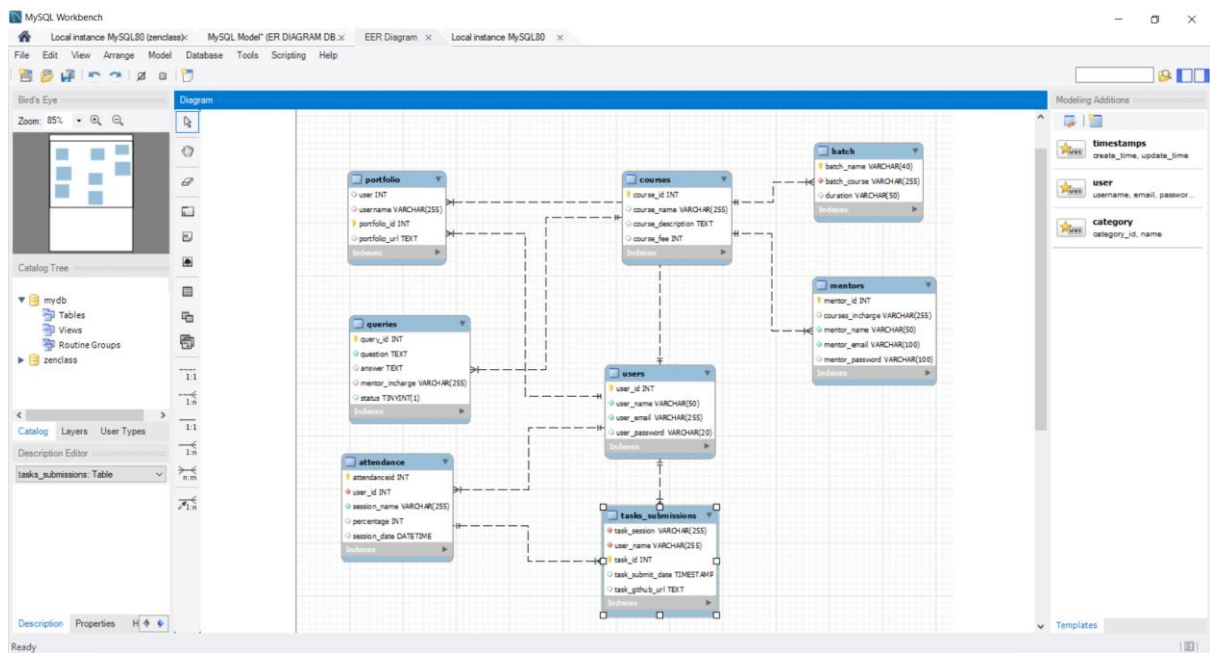 MySQL Workbench
Local instance MySQL80 (zenclass)
MySQL Model* (ER DIAGRAM DB...
EER Diagram
Local instance MySQL80
File Edit View Arrange Model Database Tools Scripting Help
Bird's Eye
Zoom: 85%
Catalog Tree
mydb
Tables
Views
Routine Groups
zenclass
Catalog Layers User Types
Description Editor
tasks_submissions: Table
Description Properties H
Ready
Diagram
1:1
1:n
1:1
1:n
n:m
1:n
portfolio
user INT
username VARCHAR(255)
portfolio_id INT
portfolio_url TEXT
Indexes
courses
course_id INT
course_name VARCHAR(255)
course_description TEXT
course_fee INT
Indexes
batch
batch_name VARCHAR(40)
batch_course VARCHAR(255)
duration VARCHAR(50)
Indexes
mentors
mentor_id INT
courses_incharge VARCHAR(255)
mentor_name VARCHAR(50)
mentor_email VARCHAR(100)
mentor_password VARCHAR(100)
Indexes
queries
query_id INT
question TEXT
answer TEXT
mentor_incharge VARCHAR(255)
status TINYINT(1)
Indexes
users
user_id INT
user_name VARCHAR(50)
user_email VARCHAR(255)
user_password VARCHAR(20)
Indexes
attendance
attendanceid INT
user_id INT
session_name VARCHAR(255)
percentage INT
session_date DATETIME
Indexes
tasks_submissions
task_session VARCHAR(255)
user_name VARCHAR(255)
task_id INT
task_submit_date TIMESTAMP
task_github_url TEXT
Indexes
Modeling Additions
timestamps
create_time, update_time
user
username, email, passwor...
category
category_id, name
Templates